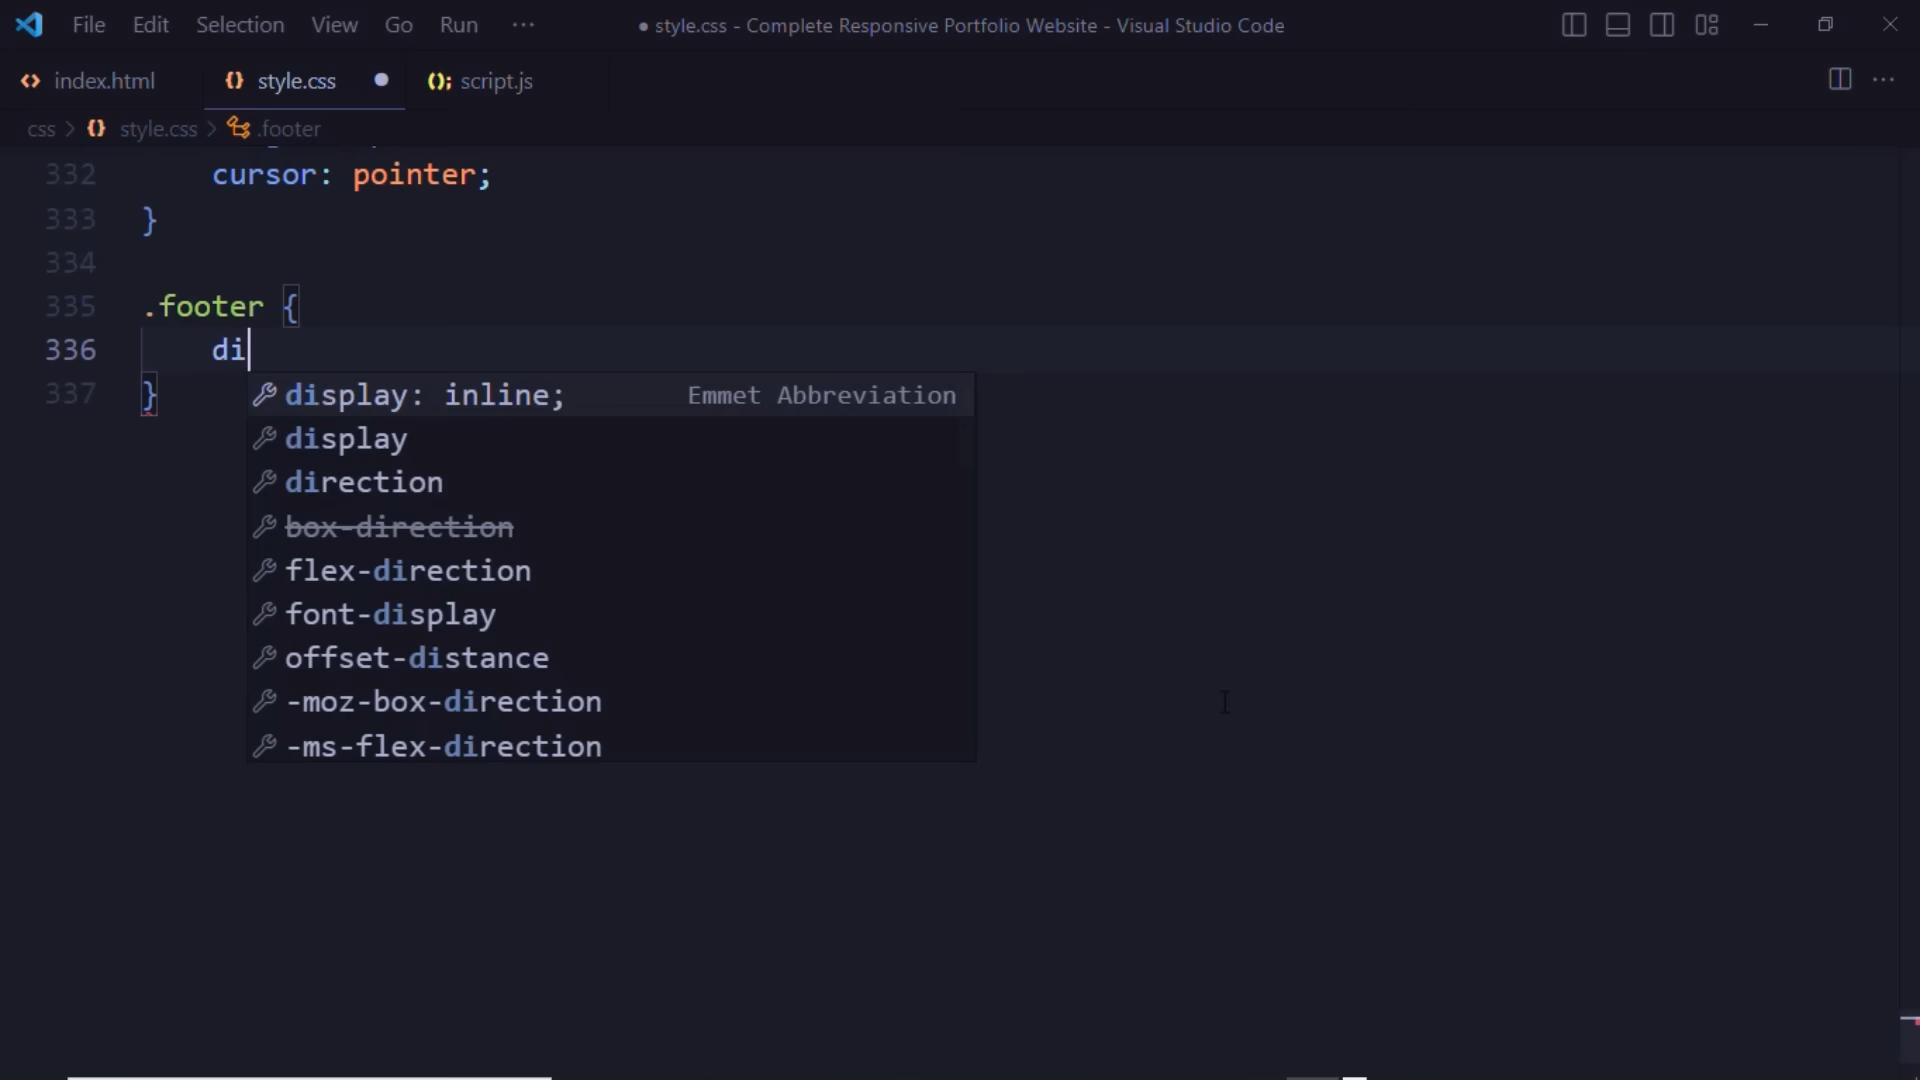 File Edit Selection View Go Run ··· ● style.css - Complete Responsive Portfolio Website - Visual Studio Code
index.html style.css ● script.js
css > style.css > .footer
332 cursor: pointer;
333 }
334
335 .footer {
336 di
337 }
display: inline; Emmet Abbreviation
display
direction
box-direction
flex-direction
font-display
offset-distance
-moz-box-direction
-ms-flex-direction